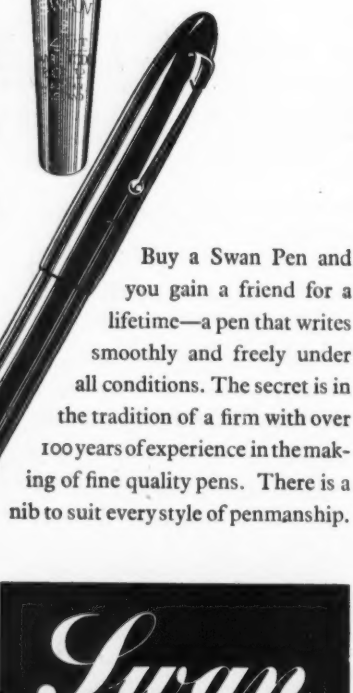 Buy a Swan Pen and
you gain a friend for a
lifetime—a pen that writes
smoothly and freely under
all conditions. The secret is in
the tradition of a firm with over
100 years of experience in the mak-
ing of fine quality pens. There is a
nib to suit every style of penmanship.
Swan